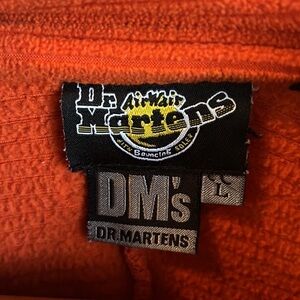 Dr. AirWair
Martens
WITH Bouncing SOLES
DM's
L
DR.MARTENS